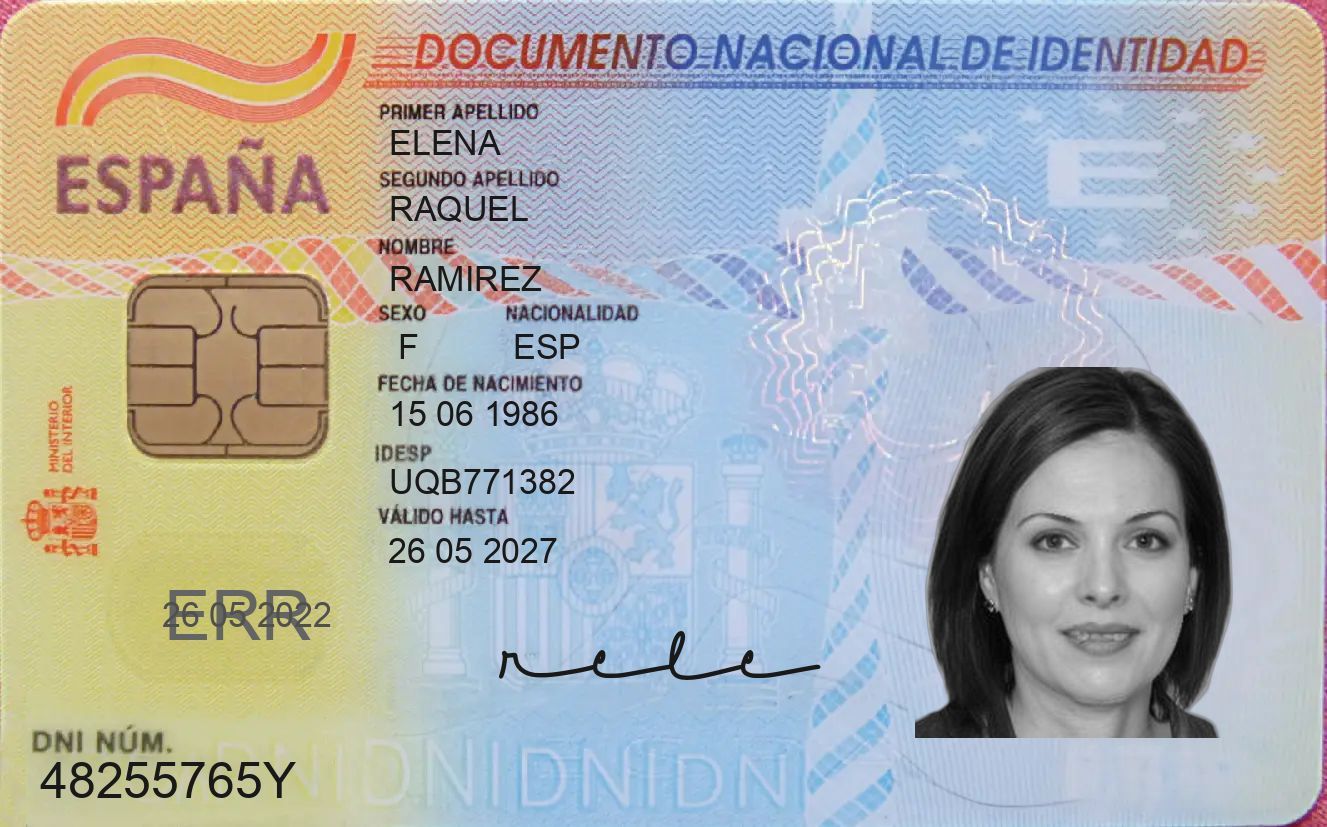 DOCUMENTO NACIONAL DE IDENTIDAD
ESPAÑA
PRIMER APELLIDO
ELENA
SEGUNDO APELLIDO
RAQUEL
NOMBRE
RAMIREZ
SEXO NACIONALIDAD
F ESP
FECHA DE NACIMIENTO
15 06 1986
IDESP
UQB771382
VÁLIDO HASTA
26 05 2027
MINISTERIO
DEL INTERIOR
E
ERR
26 05 2022
rele
DNI NÚM.
48255765Y
DNIDNIDNIDNI